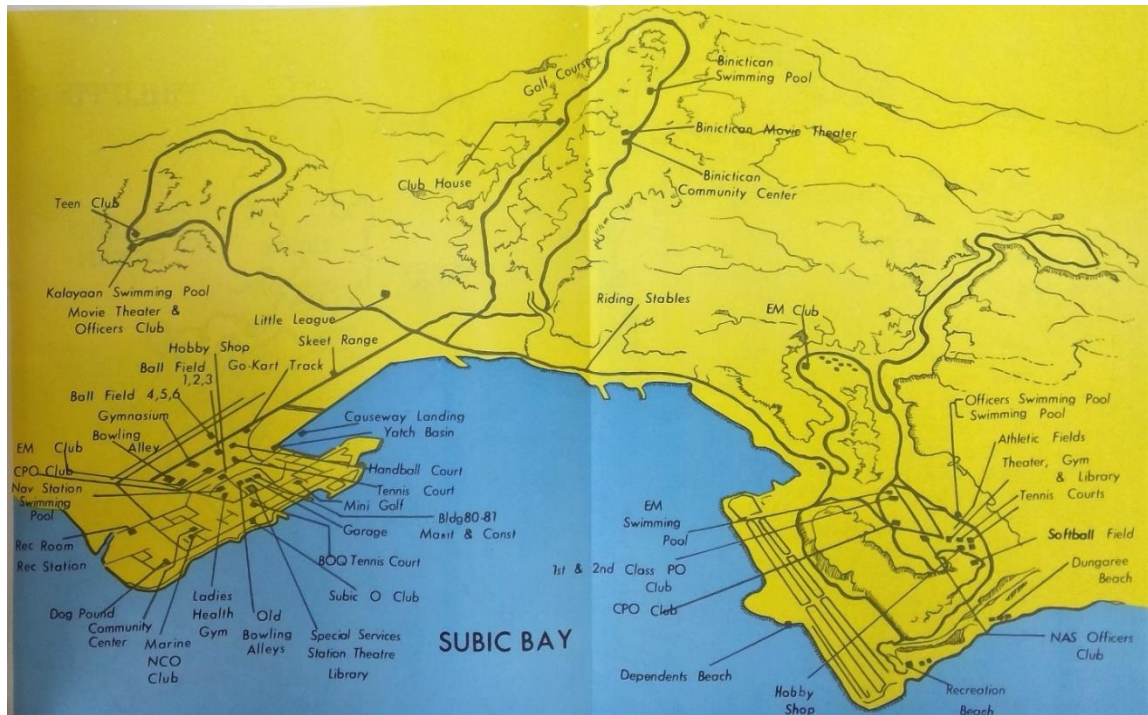 Golf Course
Binictican
Swimming Pool
Binictican Movie Theater
Club House
Binictican
Community Center
Teen Club
Kalayaan Swimming Pool
Movie Theater &
Officers Club
Little League
Riding Stables
EM Club
Skeet Range
Hobby Shop
Go-Kart Track
Ball Field
1,2,3
Ball Field 4,5,6
Gymnasium
Bowling
Alley
EM Club
CPO Club
Nav Station
Swimming
Pool
Rec Room
Rec Station
Dog Pound
Community
Center
Marine
NCO
Club
Ladies
Health
Gym
Old
Bowling
Alleys
Special Services
Station Theatre
Library
Subic O Club
BOQ Tennis Court
Garage
Bldg 80-81
Manit & Const
Mini Golf
Tennis Court
Handball Court
Causeway Landing
Yatch Basin
SUBIC BAY
Officers Swimming Pool
Swimming Pool
Athletic Fields
Theater, Gym
& Library
Tennis Courts
Softball Field
Dungaree
Beach
NAS Officers
Club
EM
Swimming
Pool
1st & 2nd Class PO
Club
CPO Club
Dependents Beach
Hobby
Shop
Recreation
Beach